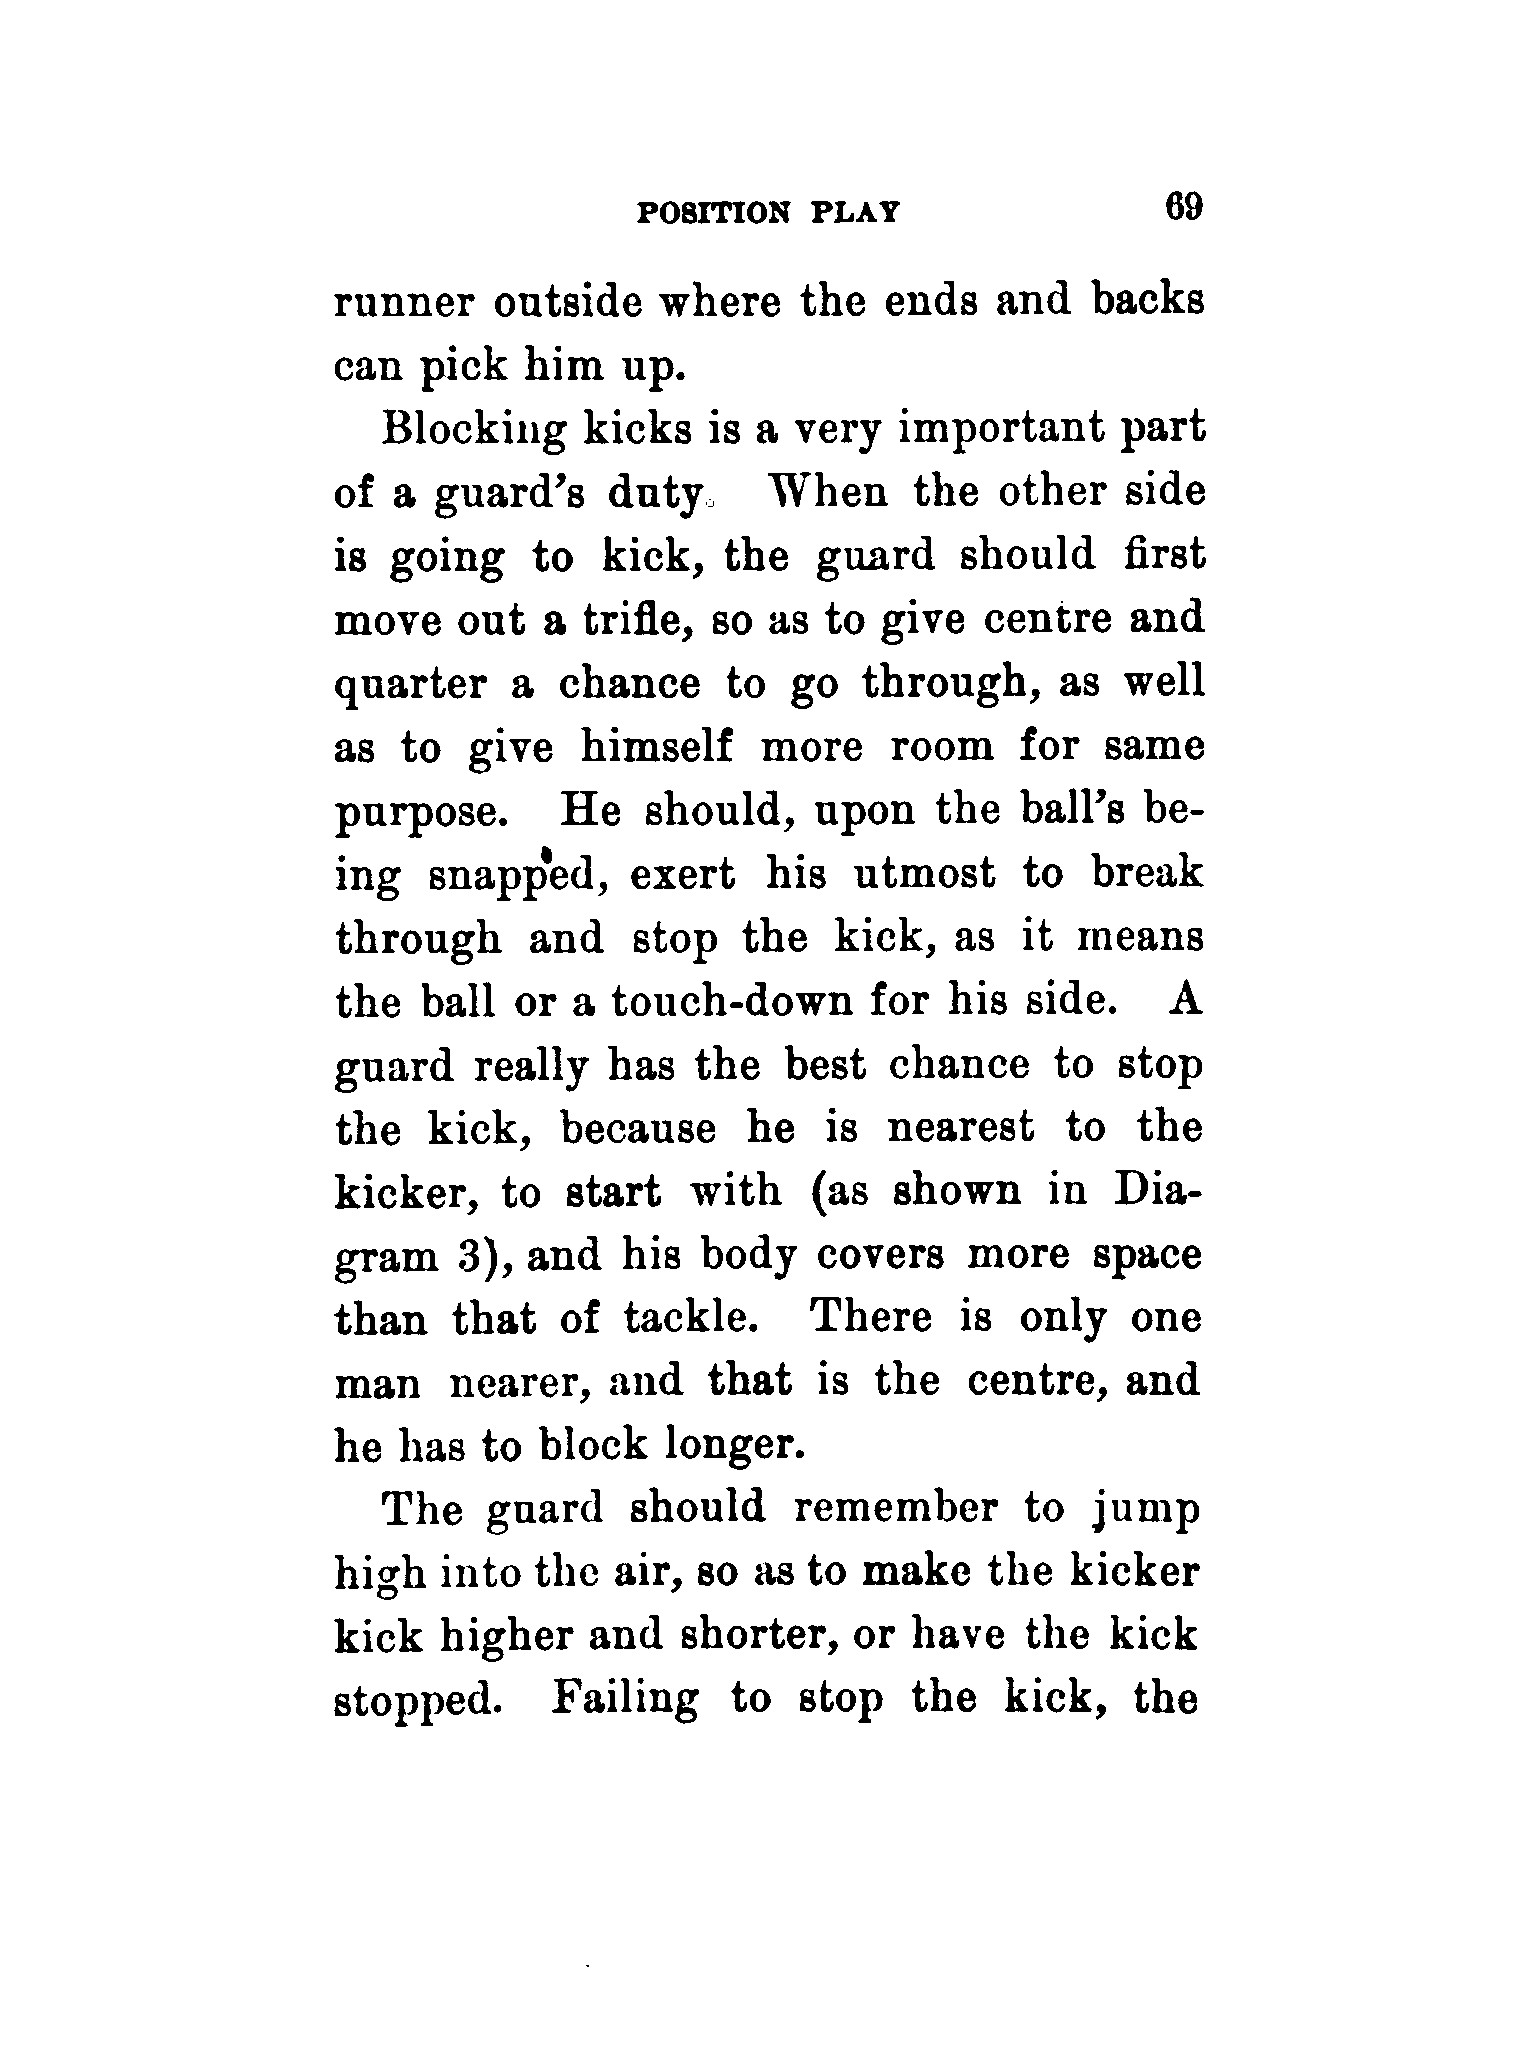 POSITION PLAY 69
runner outside where the ends and backs
can pick him up.
Blocking kicks is a very important part
of a guard's duty. When the other side
is going to kick, the guard should first
move out a trifle, so as to give centre and
quarter a chance to go through, as well
as to give himself more room for same
purpose. He should, upon the ball's be-
ing snapped, exert his utmost to break
through and stop the kick, as it means
the ball or a touch-down for his side. A
guard really has the best chance to stop
the kick, because he is nearest to the
kicker, to start with (as shown in Dia-
gram 3), and his body covers more space
than that of tackle. There is only one
man nearer, and that is the centre, and
he has to block longer.
The guard should remember to jump
high into the air, so as to make the kicker
kick higher and shorter, or have the kick
stopped. Failing to stop the kick, the